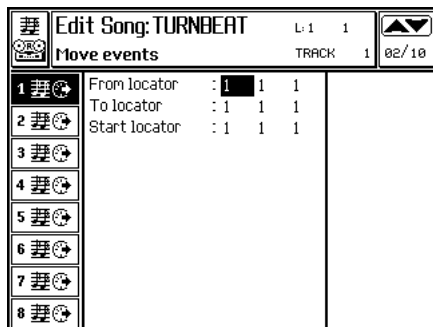 Edit Song: TURNBEAT L: 1 1
Move events TRACK 1 02/10
1 From locator : 1 1 1
2 To locator : 1 1 1
3 Start locator : 1 1 1
4
5
6
7
8